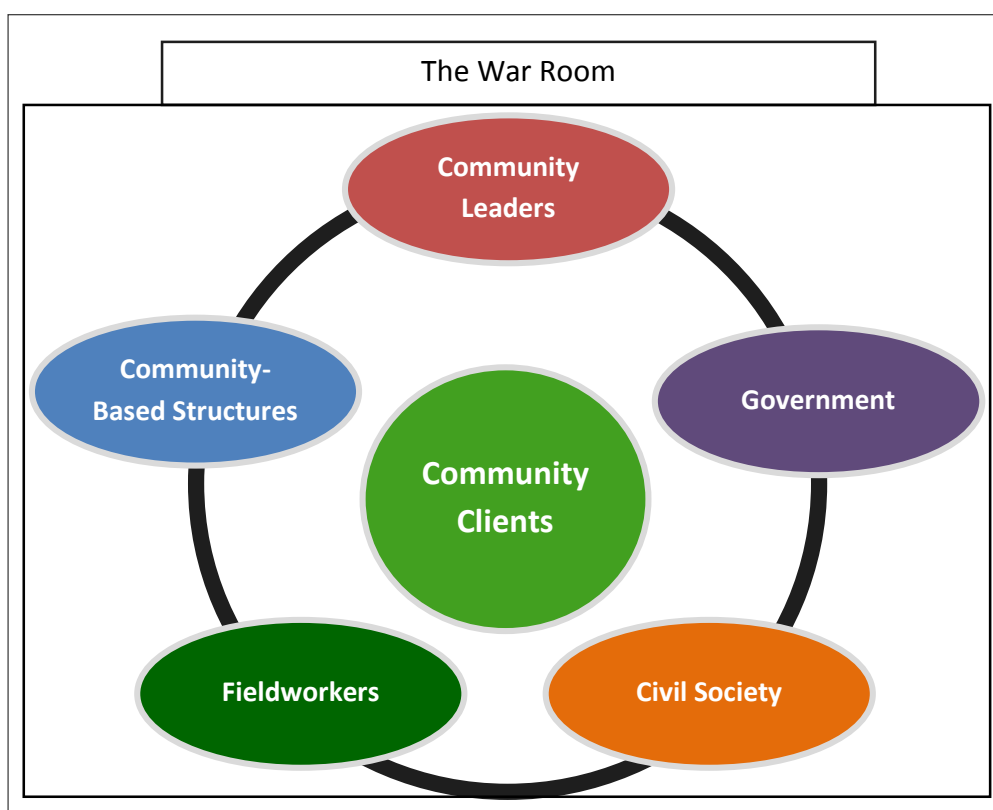 The War Room
Community
Leaders
Community-
Based Structures
Government
Community
Clients
Fieldworkers
Civil Society